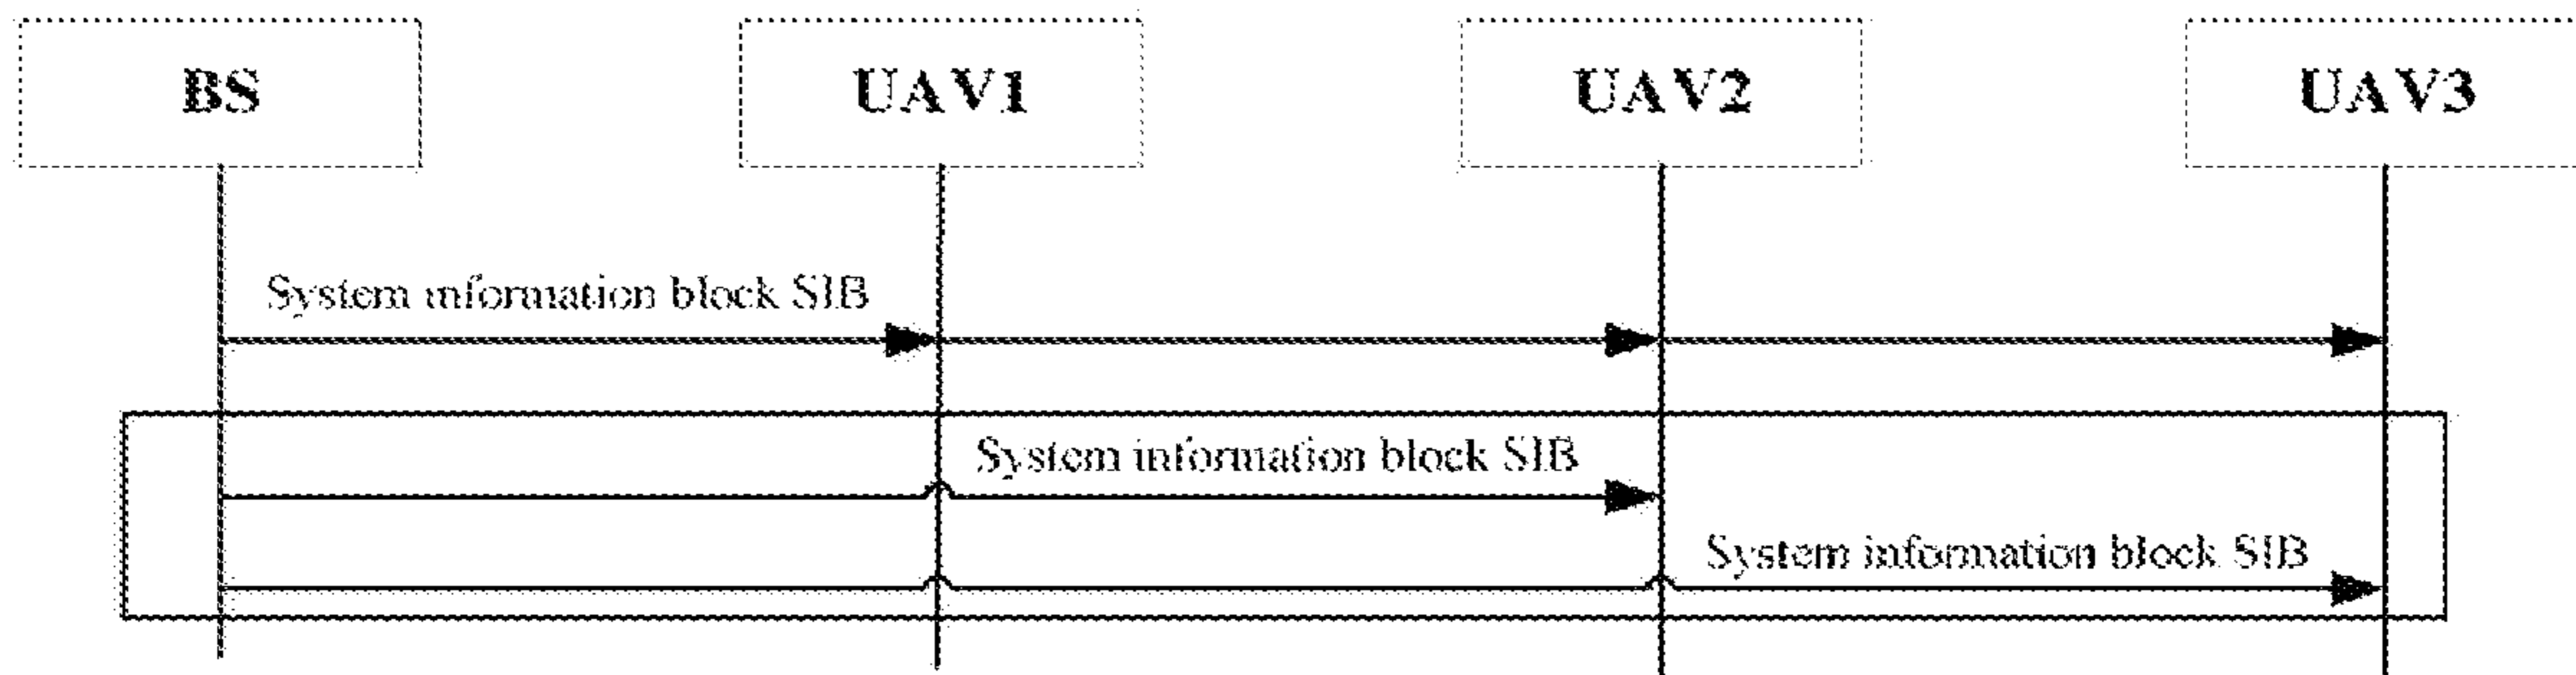 BS
UAV1
UAV2
UAV3
System information block SIB
System information block SIB
System information block SIB